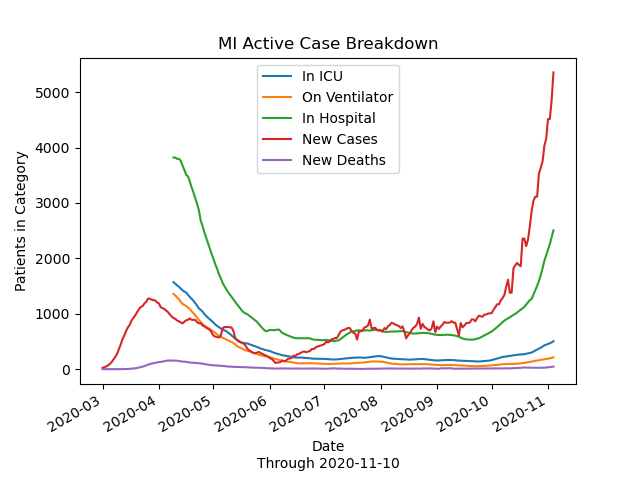 MI Active Case Breakdown
In ICU
On Ventilator
In Hospital
New Cases
New Deaths
Patients in Category
5000
4000
3000
2000
1000
0
2020-03
2020-04
2020-05
2020-06
2020-07
2020-08
2020-09
2020-10
2020-11
Date
Through 2020-11-10